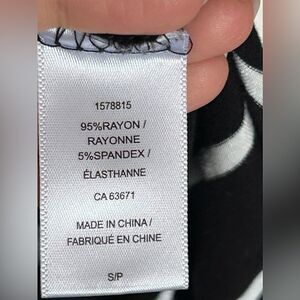 1578815
95%RAYON /
RAYONNE
5%SPANDEX /
ÉLASTHANNE
CA 63671
MADE IN CHINA /
FABRIQUÉ EN CHINE
S/P